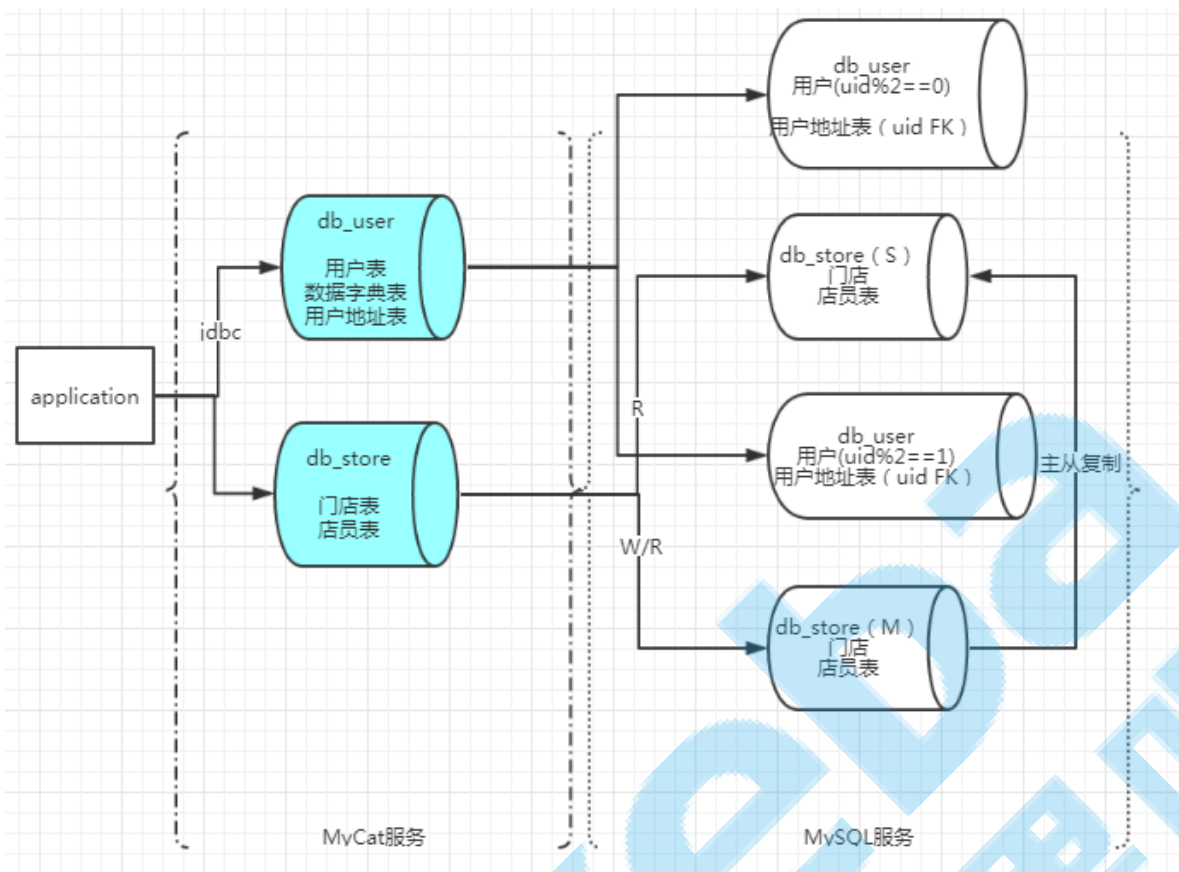 application
jdbc
db_user
用户表
数据字典表
用户地址表
db_store
门店表
店员表
MyCat服务
R
W/R
db_user
用户(uid%2==0)
用户地址表（uid FK）
db_store（S）
门店
店员表
db_user
用户(uid%2==1)
用户地址表（uid FK）
主从复制
db_store（M）
门店
店员表
MySQL服务